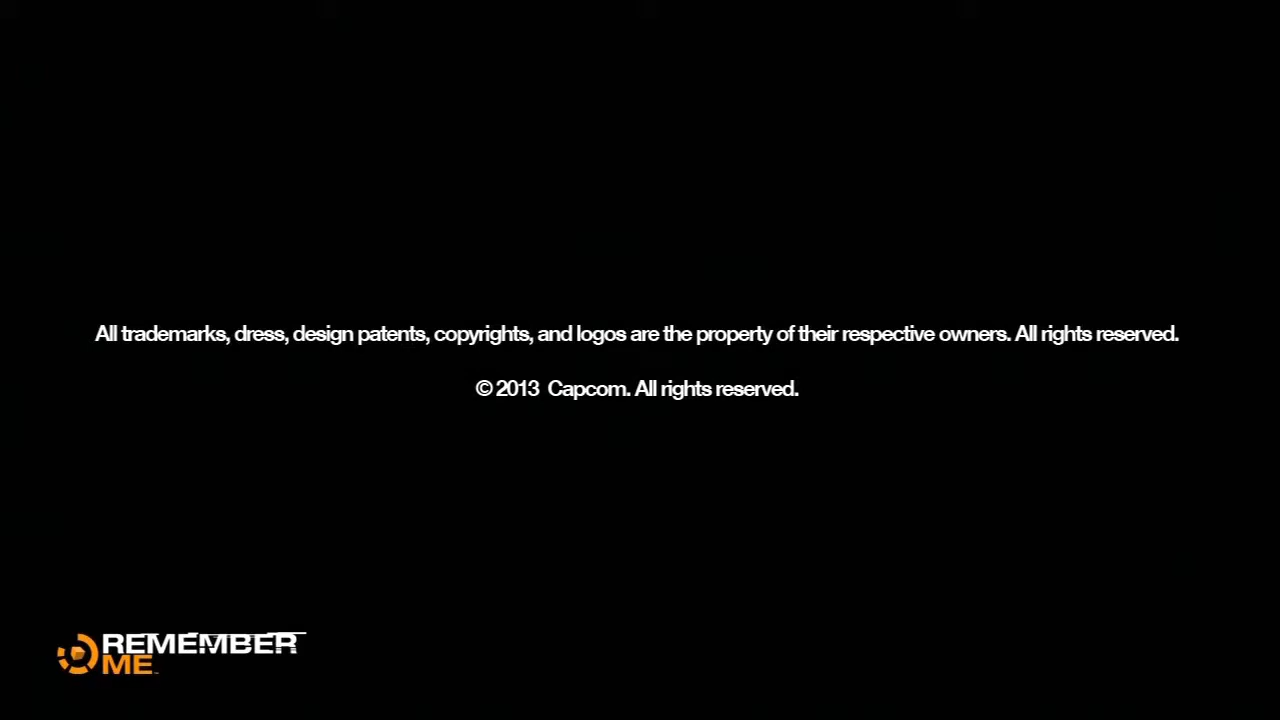 All trademarks, dress, design patents, copyrights, and logos are the property of their respective owners. All rights reserved.
© 2013 Capcom. All rights reserved.
REMEMBER
ME™